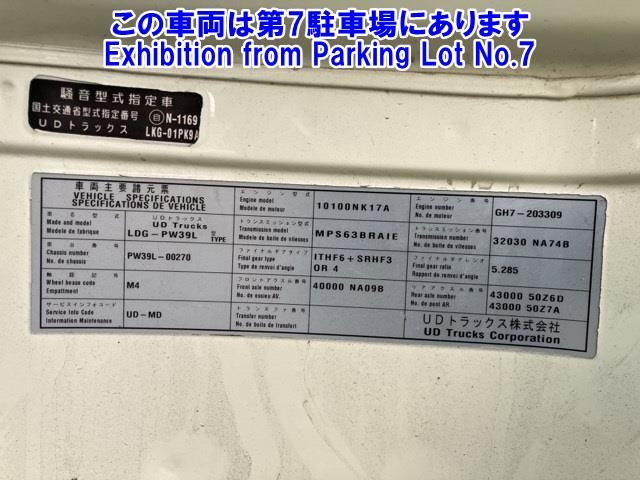 この車両は第7駐車場にあります
Exhibition from Parking Lot No.7
騒音型式指定車
国土交通省型式指定番号 自 N-1169
UDトラックス LKG-01PK9A
車両主要諸元票
VEHICLE SPECIFICATIONS
SPECIFICATIONS DE VEHICLE
エンジン型式
Engine model
Modele de moteur
10100NK17A
エンジン番号
Engine number
No. de moteur
GH7-203309
車名型式
Made and model
Modele de fabrique
UDトラックス
UD Trucks
LDG-PW39L
型
TYPE
トランスミッション型式
Transmission model
Modele de boite de vitesses
MPS63BRAIE
トランスミッション番号
Transmission number
No. de boite de vitesses
32030 NA74B
車台番号
Chassis number
No. de chassis
PW39L-00270
ファイナルギアタイプ
Final gear type
Type de renvoi d'angle
ITHF6+SRHF3
OR 4
ファイナルギアレシオ
Final gear ratio
Rapport de renvoi d'angle
5.285
軸距記号
Wheel bease code
Empattment
M4
フロントアクスル番号
Front axle number
No. de essieu AV.
40000 NA09B
リアアクスル番号
Rear axle number
No. de pont AR.
43000 50Z6D
43000 50Z7A
サービスインフォコード
Service Info Code
Information Maintenance
UD-MD
トランスファ番号
Transfer number
No. de boite de transfert
UDトラックス株式会社
UD Trucks Corporation